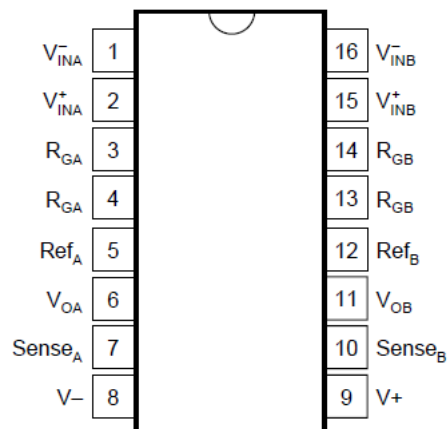 V⁻INA 1 16 V⁻INB
V⁺INA 2 15 V⁺INB
RGA 3 14 RGB
RGA 4 13 RGB
RefA 5 12 RefB
VOA 6 11 VOB
SenseA 7 10 SenseB
V– 8 9 V+